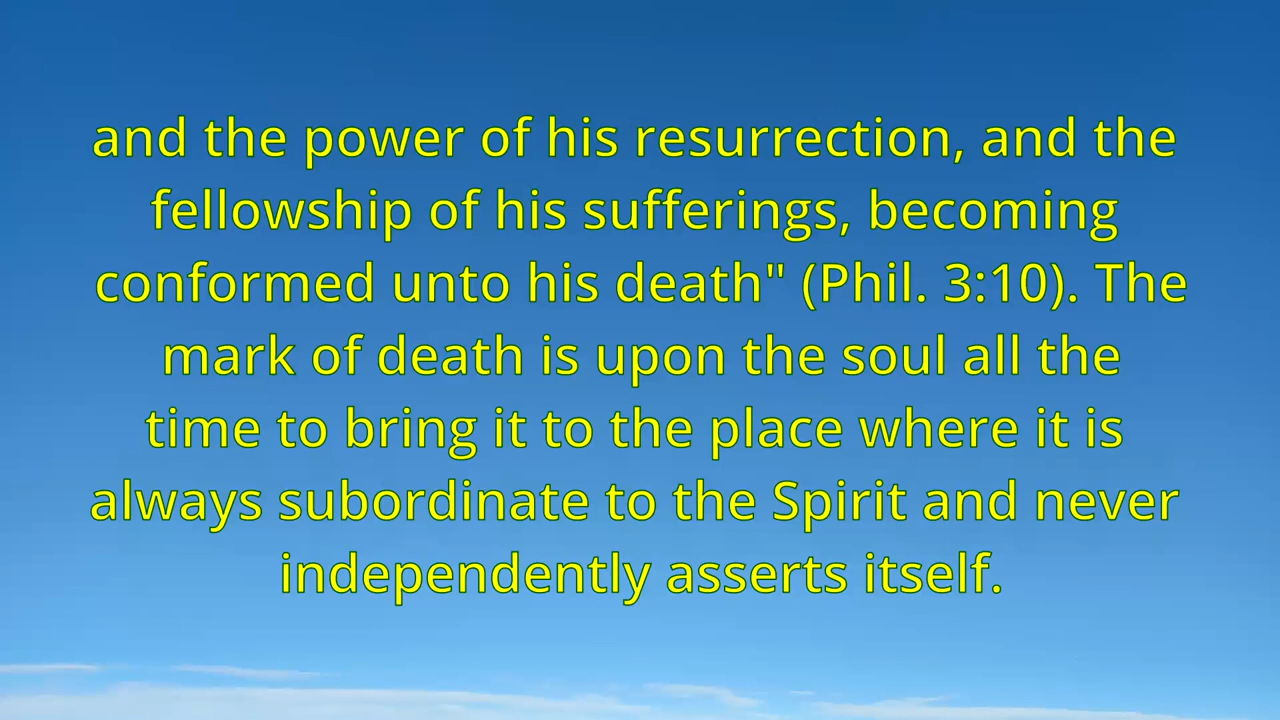 and the power of his resurrection, and the
fellowship of his sufferings, becoming
conformed unto his death" (Phil. 3:10). The
mark of death is upon the soul all the
time to bring it to the place where it is
always subordinate to the Spirit and never
independently asserts itself.